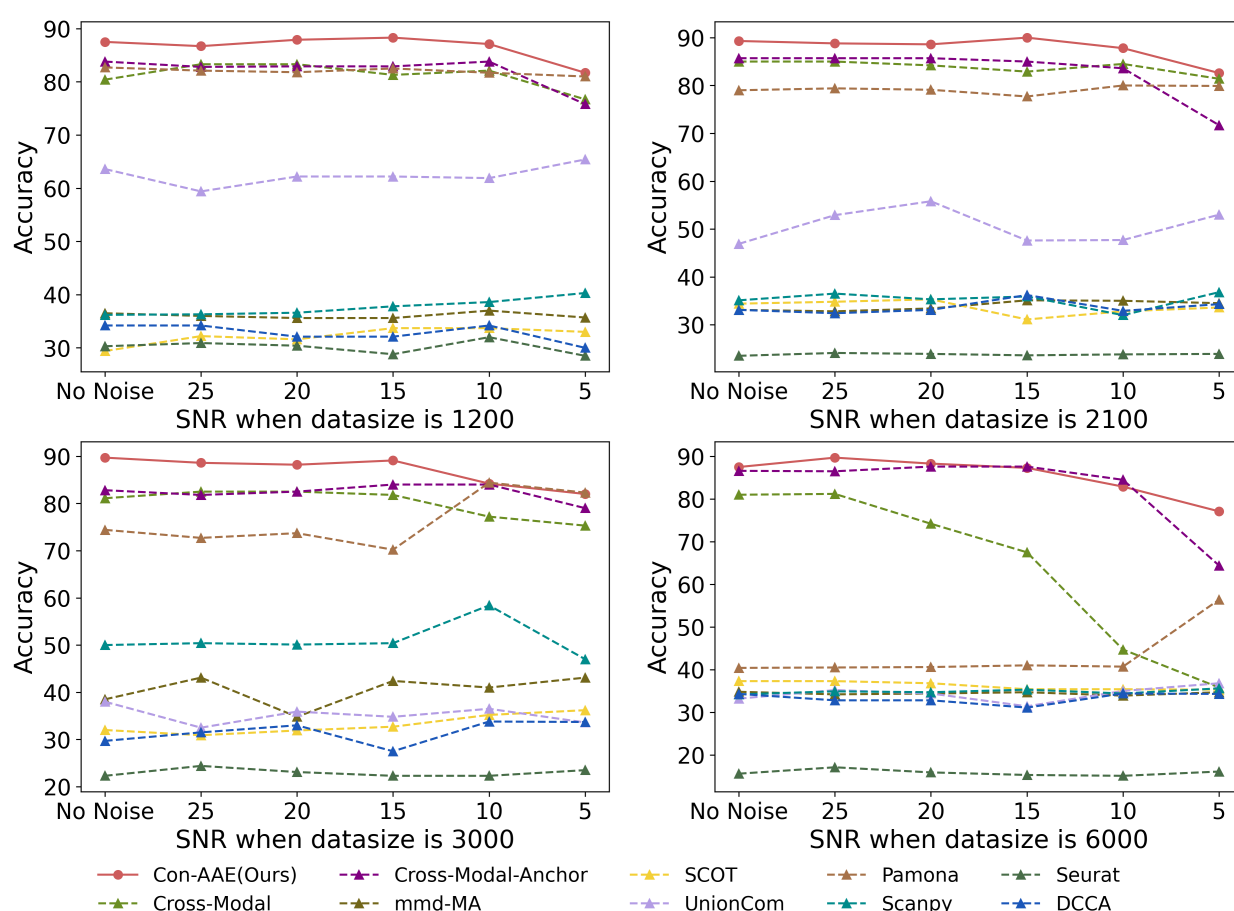 90
80
70
60
50
40
30
Accuracy
No Noise 25 20 15 10 5
SNR when datasize is 1200
90
80
70
60
50
40
30
Accuracy
No Noise 25 20 15 10 5
SNR when datasize is 2100
90
80
70
60
50
40
30
20
Accuracy
No Noise 25 20 15 10 5
SNR when datasize is 3000
90
80
70
60
50
40
30
20
Accuracy
No Noise 25 20 15 10 5
SNR when datasize is 6000
Con-AAE(Ours) Cross-Modal-Anchor SCOT Pamona Seurat
Cross-Modal mmd-MA UnionCom Scanpy DCCA